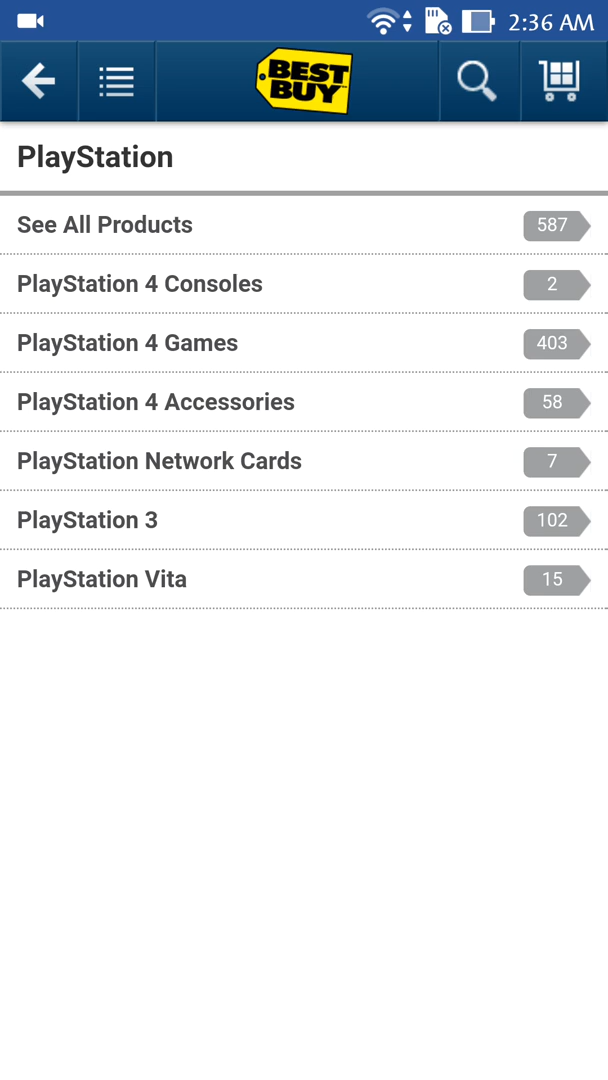 2:36 AM
BEST BUY
PlayStation
See All Products 587
PlayStation 4 Consoles 2
PlayStation 4 Games 403
PlayStation 4 Accessories 58
PlayStation Network Cards 7
PlayStation 3 102
PlayStation Vita 15